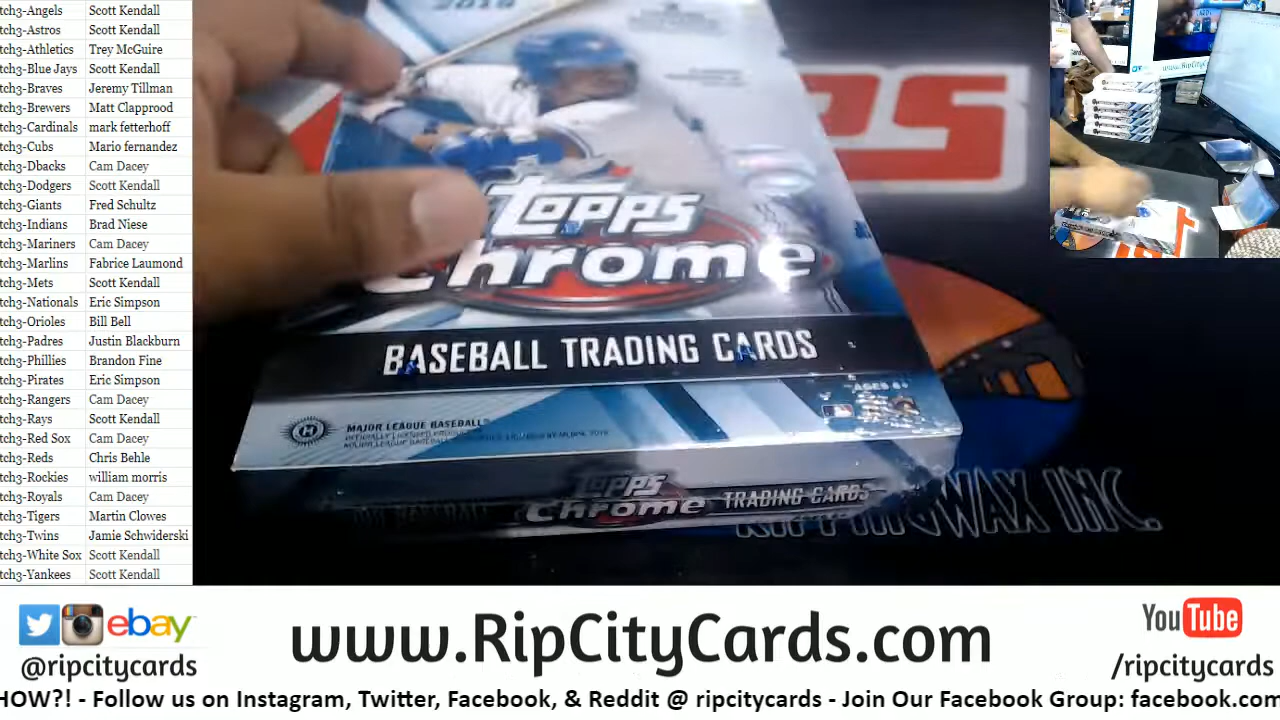 tch3-Angels Scott Kendall
tch3-Astros Scott Kendall
tch3-Athletics Trey McGuire
tch3-Blue Jays Scott Kendall
tch3-Braves Jeremy Tillman
tch3-Brewers Matt Clapprood
tch3-Cardinals mark fetterhoff
tch3-Cubs Mario fernandez
tch3-Dbacks Cam Dacey
tch3-Dodgers Scott Kendall
tch3-Giants Fred Schultz
tch3-Indians Brad Niese
tch3-Mariners Cam Dacey
tch3-Marlins Fabrice Laumond
tch3-Mets Scott Kendall
tch3-Nationals Eric Simpson
tch3-Orioles Bill Bell
tch3-Padres Justin Blackburn
tch3-Phillies Brandon Fine
tch3-Pirates Eric Simpson
tch3-Rangers Cam Dacey
tch3-Rays Scott Kendall
tch3-Red Sox Cam Dacey
tch3-Reds Chris Behle
tch3-Rockies william morris
tch3-Royals Cam Dacey
tch3-Tigers Martin Clowes
tch3-Twins Jamie Schwiderski
tch3-White Sox Scott Kendall
tch3-Yankees Scott Kendall
Topps
Chrome
BASEBALL TRADING CARDS
AGES 6+
MAJOR LEAGUE BASEBALL
Topps
Chrome TRADING CARDS
WAX INC.
ebay
@ripcitycards
www.RipCityCards.com
YouTube
/ripcitycards
HOW?! - Follow us on Instagram, Twitter, Facebook, & Reddit @ ripcitycards - Join Our Facebook Group: facebook.com